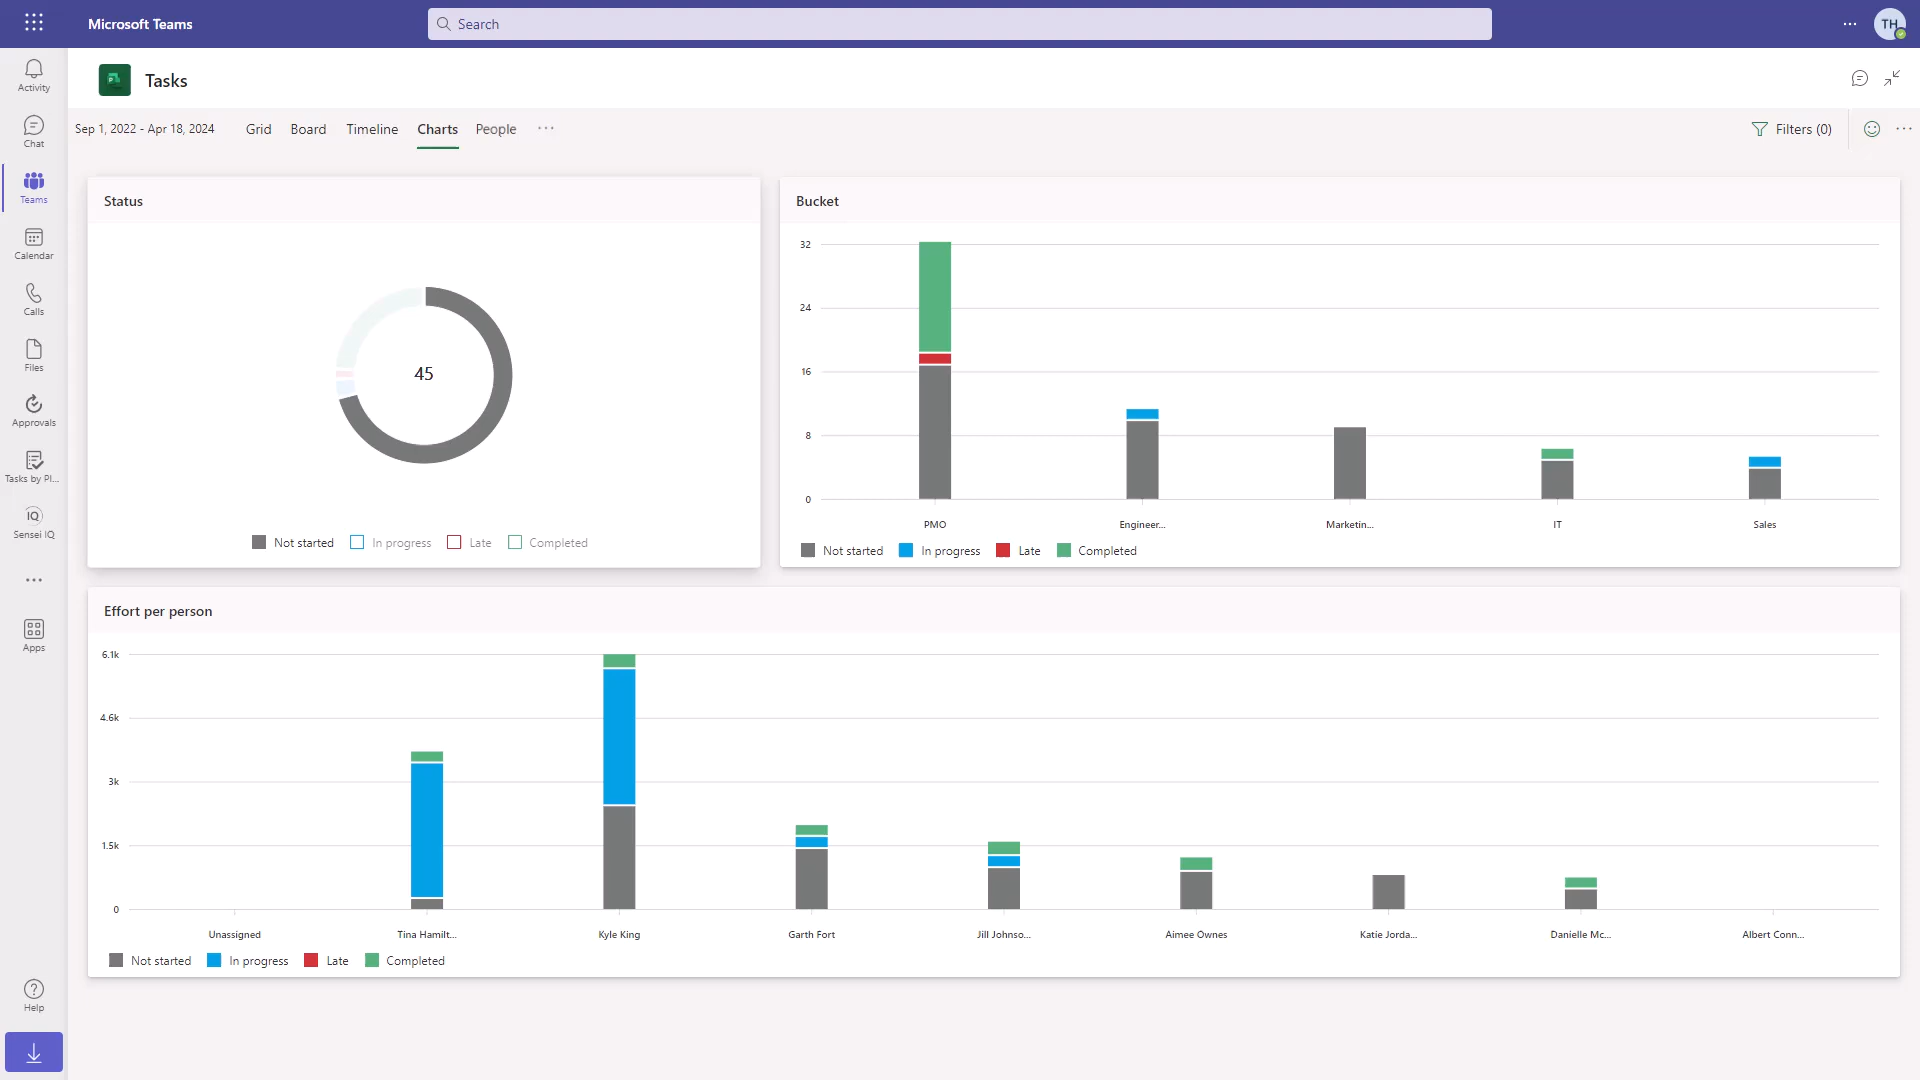 Microsoft Teams
Search
TH
Activity
Chat
Teams
Calendar
Calls
Files
Approvals
Tasks by Pl...
IQ
Sensei IQ
Apps
Help
Tasks
Sep 1, 2022 - Apr 18, 2024
Grid
Board
Timeline
Charts
People
Filters (0)
Status
45
Not started
In progress
Late
Completed
Bucket
32
24
16
8
0
PMO
Engineer...
Marketin...
IT
Sales
Not started
In progress
Late
Completed
Effort per person
6.1k
4.6k
3k
1.5k
0
Unassigned
Tina Hamilt...
Kyle King
Garth Fort
Jill Johnso...
Aimee Ownes
Katie Jorda...
Danielle Mc...
Albert Conn...
Not started
In progress
Late
Completed